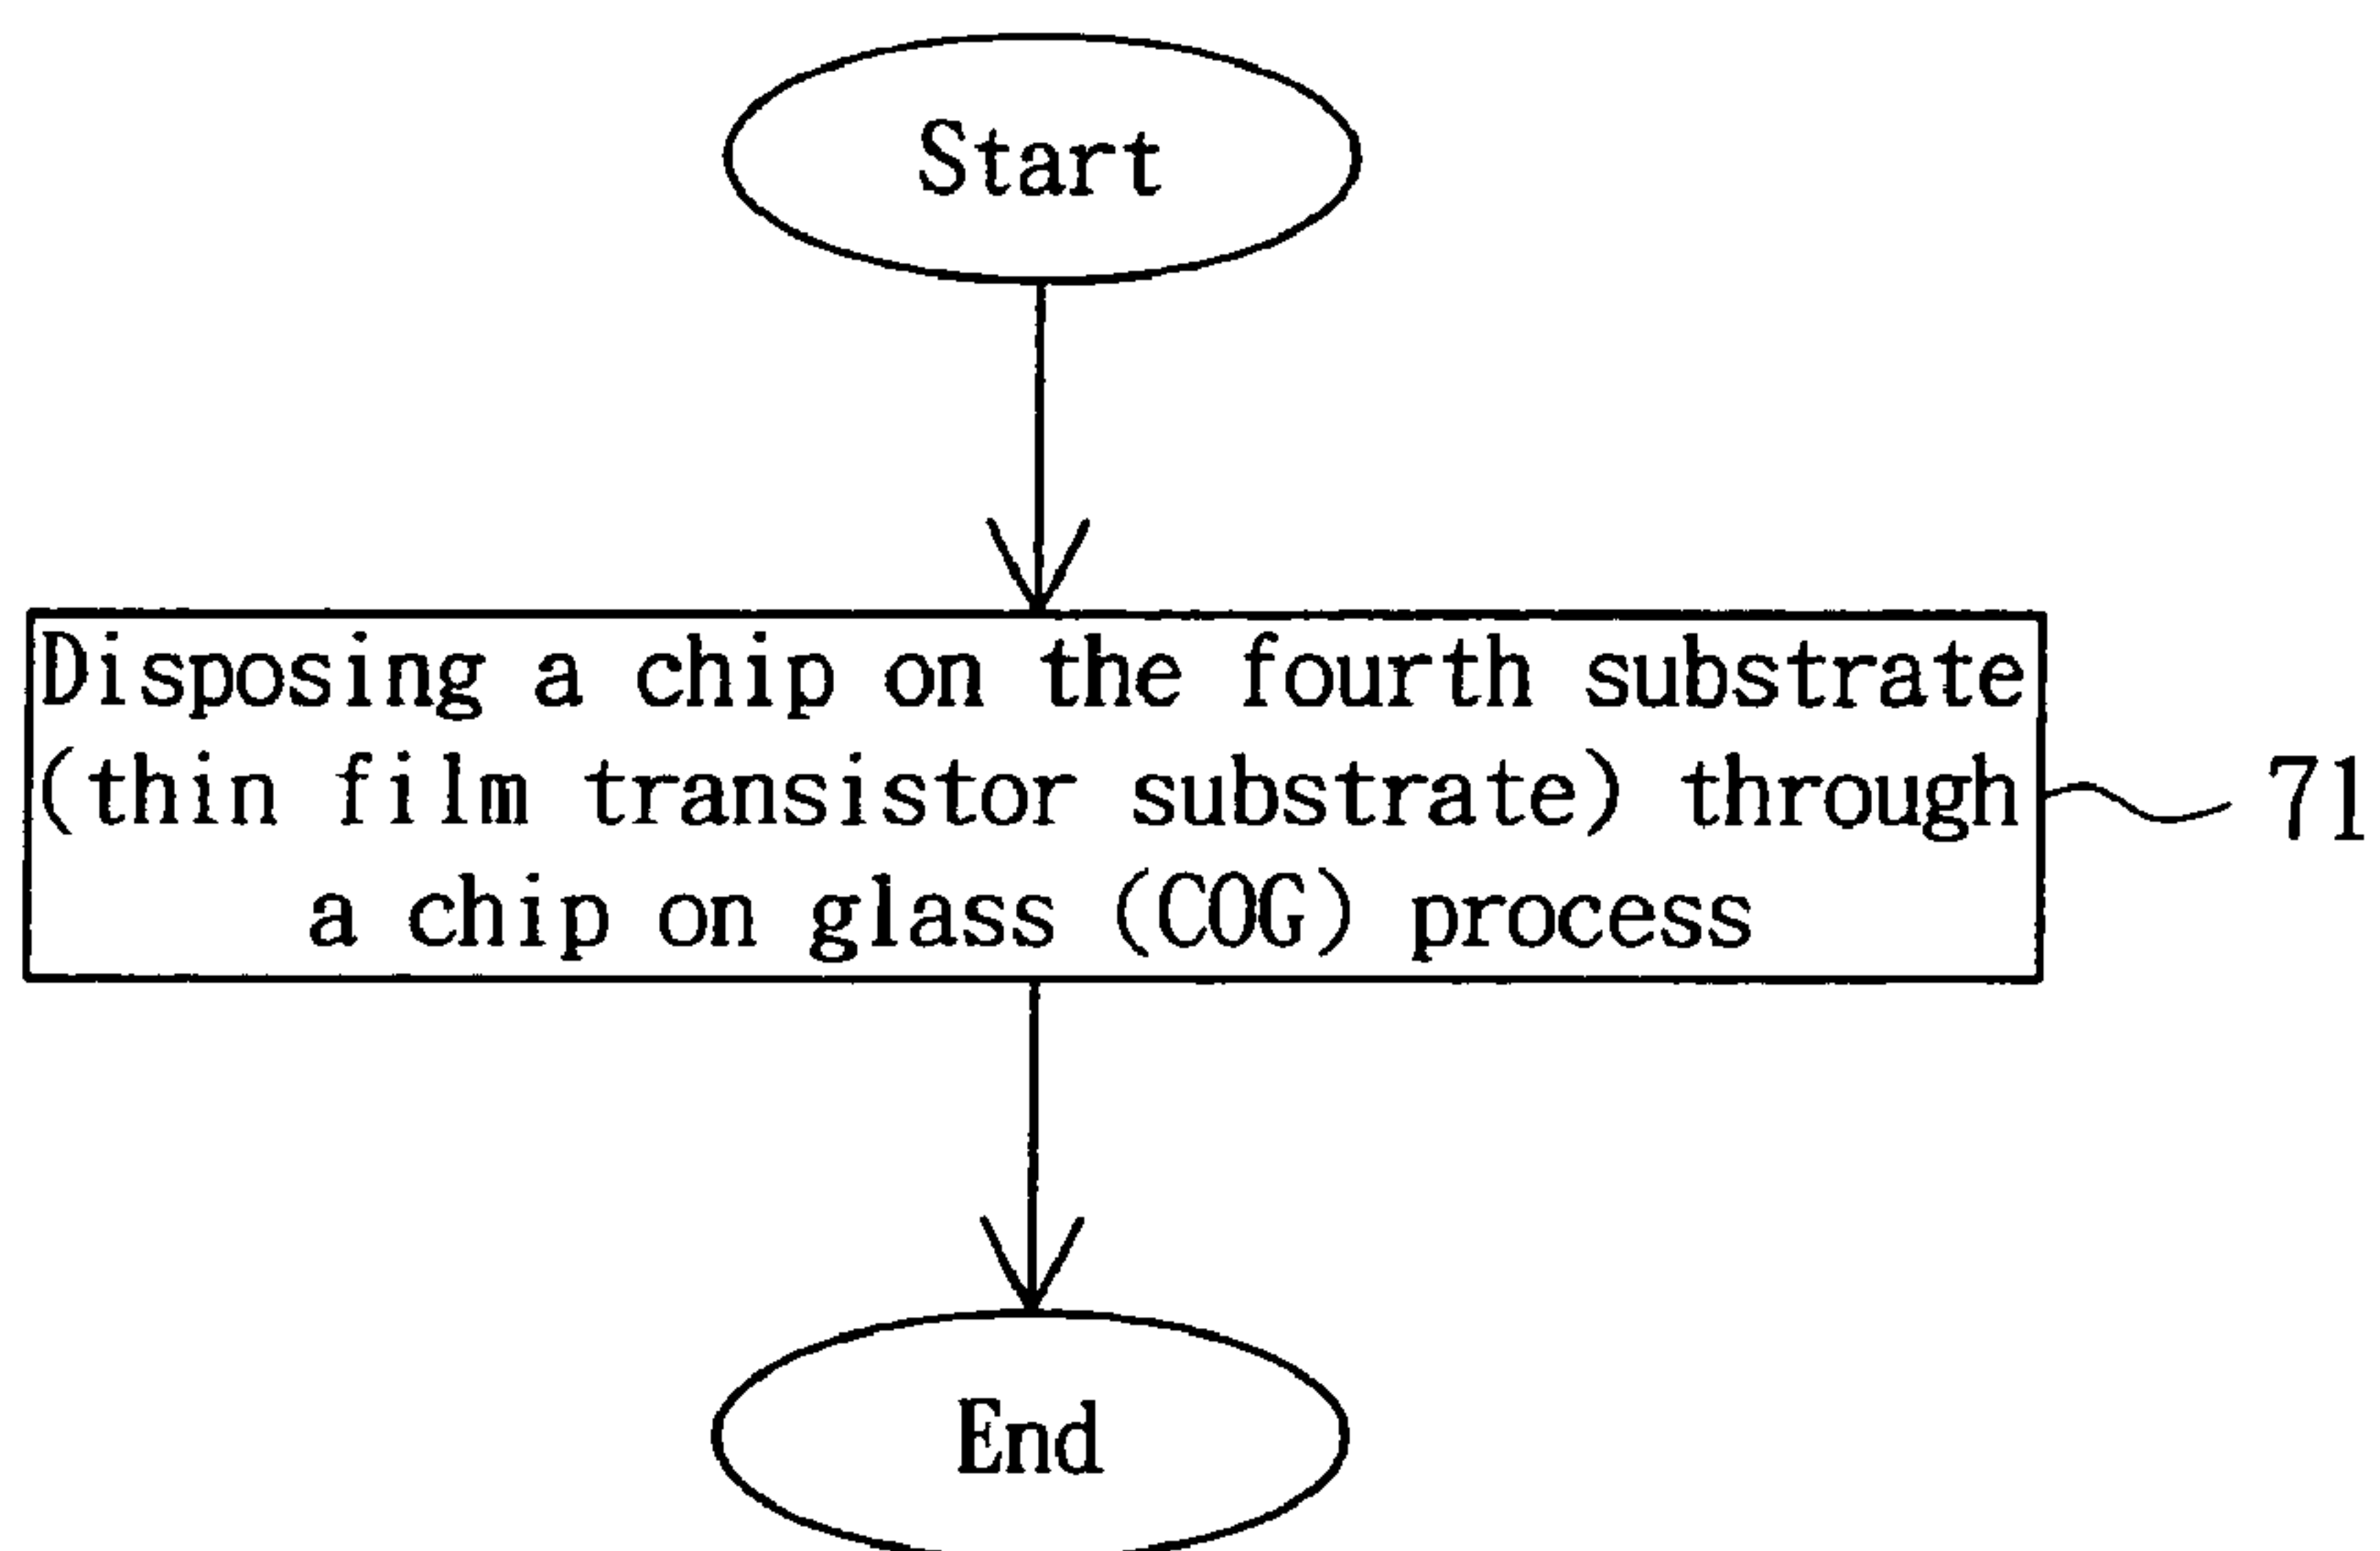 Start
Disposing a chip on the fourth substrate
(thin film transistor substrate) through
a chip on glass (COG) process
71
End